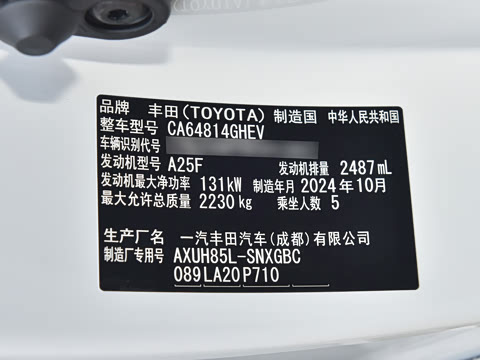 品牌 丰田(TOYOTA) 制造国 中华人民共和国
整车型号 CA64814GHEV
车辆识别代号
发动机型号 A25F 发动机排量 2487mL
发动机最大净功率 131kW 制造年月 2024年10月
最大允许总质量 2230kg 乘坐人数 5
生产厂名 一汽丰田汽车(成都)有限公司
制造厂专用号 AXUH85L-SNXGBC
089 LA20 P710